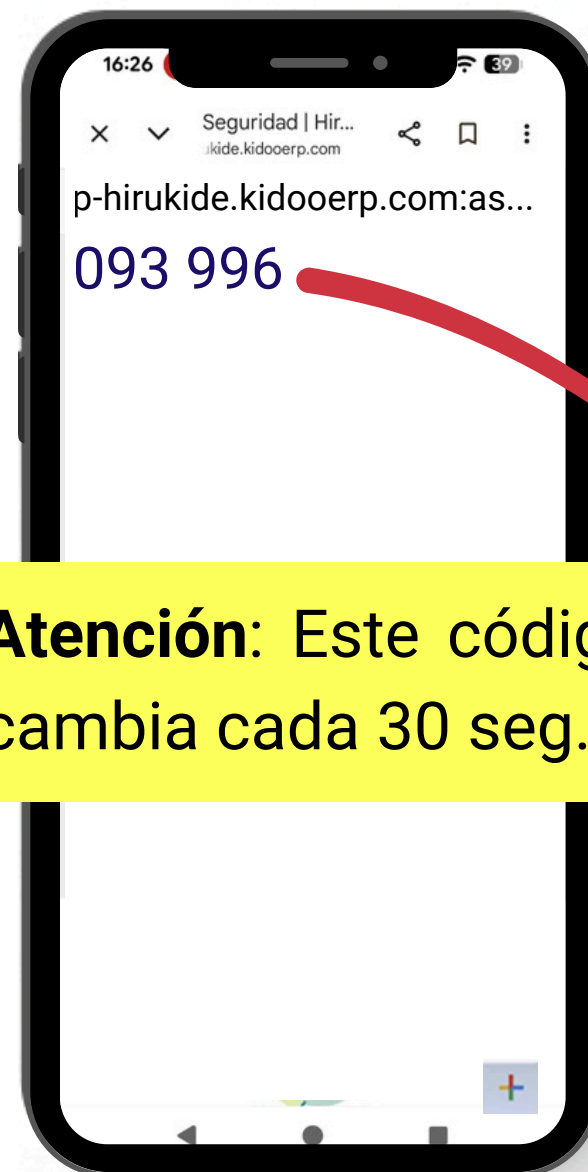 16:26
39
Seguridad | Hir...
ukide.kidooerp.com
p-hirukide.kidooerp.com:as...
093 996
Atención: Este códig
cambia cada 30 seg.